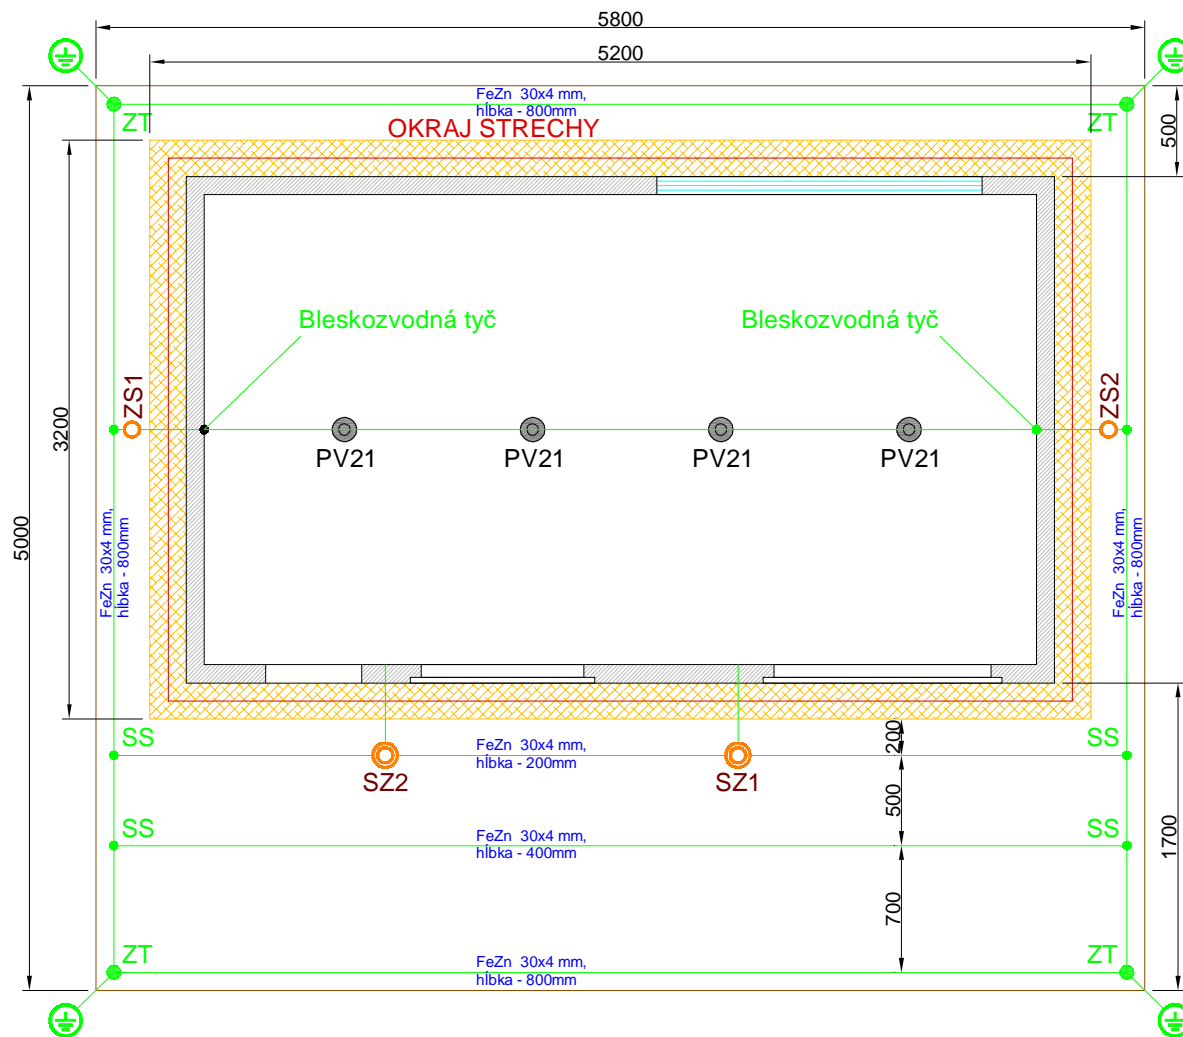 5800
5200
FeZn 30x4 mm,
hĺbka - 800mm
ZT
ZT
OKRAJ STRECHY
500
Bleskozvodná tyč
Bleskozvodná tyč
ZS1
ZS2
3200
PV21
PV21
PV21
PV21
5000
FeZn 30x4 mm,
hĺbka - 800mm
FeZn 30x4 mm,
hĺbka - 800mm
SS
SS
200
FeZn 30x4 mm,
hĺbka - 200mm
SZ2
SZ1
500
SS
SS
FeZn 30x4 mm,
hĺbka - 400mm
1700
700
ZT
ZT
FeZn 30x4 mm,
hĺbka - 800mm